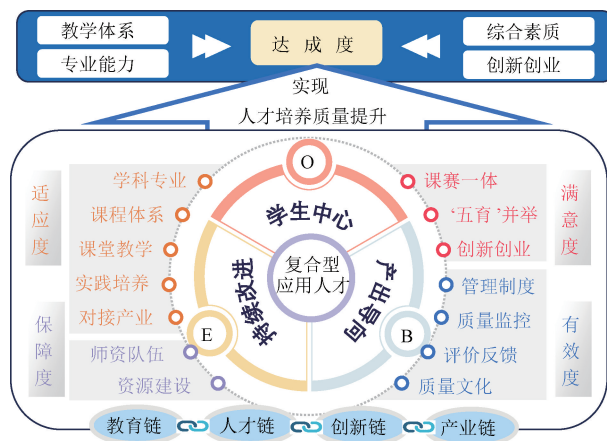 教学体系
专业能力
达成度
综合素质
创新创业
实现
人才培养质量提升
适应度
学科专业
课程体系
课堂教学
实践培养
对接产业
保障度
师资队伍
资源建设
O
学生中心
持续改进
E
产出导向
B
复合型
应用人才
课赛一体
‘五育’并举
创新创业
满意度
管理制度
质量监控
评价反馈
质量文化
有效度
教育链
人才链
创新链
产业链